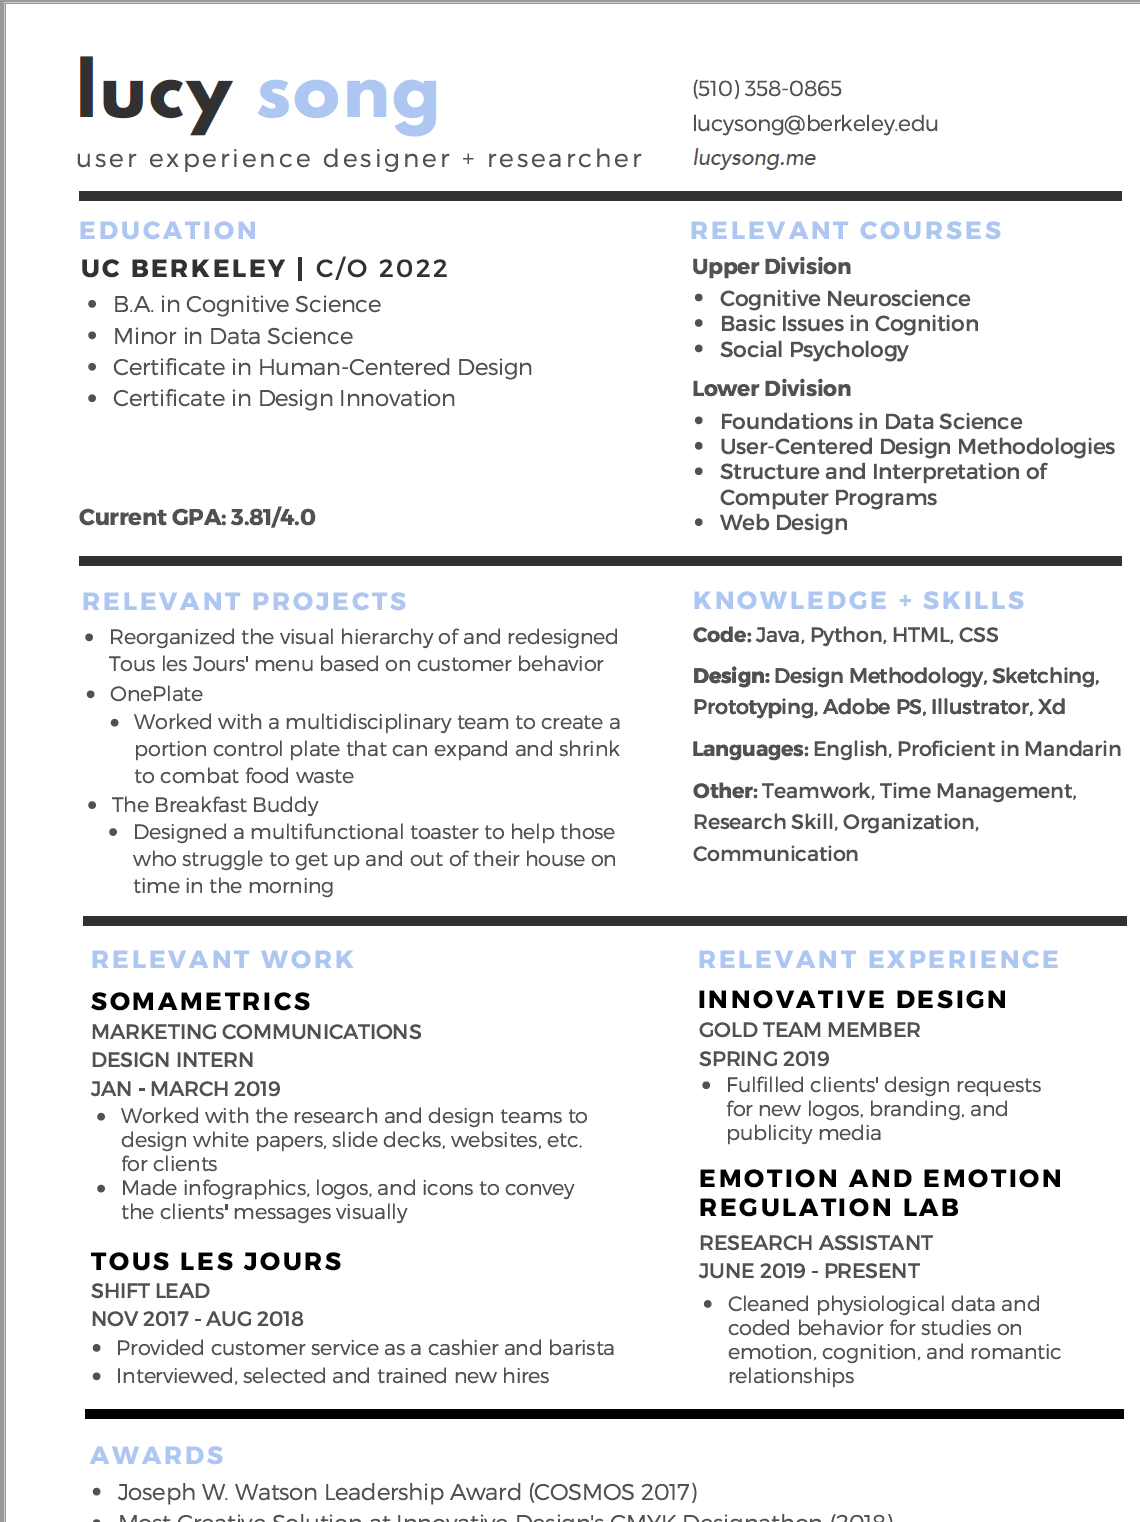 lucy song
user experience designer + researcher
(510) 358-0865
lucysong@berkeley.edu
lucysong.me
EDUCATION
UC BERKELEY | C/O 2022
• B.A. in Cognitive Science
• Minor in Data Science
• Certificate in Human-Centered Design
• Certificate in Design Innovation
Current GPA: 3.81/4.0
RELEVANT COURSES
Upper Division
• Cognitive Neuroscience
• Basic Issues in Cognition
• Social Psychology
Lower Division
• Foundations in Data Science
• User-Centered Design Methodologies
• Structure and Interpretation of
Computer Programs
• Web Design
RELEVANT PROJECTS
• Reorganized the visual hierarchy of and redesigned
Tous les Jours' menu based on customer behavior
• OnePlate
• Worked with a multidisciplinary team to create a
portion control plate that can expand and shrink
to combat food waste
• The Breakfast Buddy
• Designed a multifunctional toaster to help those
who struggle to get up and out of their house on
time in the morning
KNOWLEDGE + SKILLS
Code: Java, Python, HTML, CSS
Design: Design Methodology, Sketching,
Prototyping, Adobe PS, Illustrator, Xd
Languages: English, Proficient in Mandarin
Other: Teamwork, Time Management,
Research Skill, Organization,
Communication
RELEVANT WORK
SOMAMETRICS
MARKETING COMMUNICATIONS
DESIGN INTERN
JAN - MARCH 2019
• Worked with the research and design teams to
design white papers, slide decks, websites, etc.
for clients
• Made infographics, logos, and icons to convey
the clients' messages visually
TOUS LES JOURS
SHIFT LEAD
NOV 2017 - AUG 2018
• Provided customer service as a cashier and barista
• Interviewed, selected and trained new hires
RELEVANT EXPERIENCE
INNOVATIVE DESIGN
GOLD TEAM MEMBER
SPRING 2019
• Fulfilled clients' design requests
for new logos, branding, and
publicity media
EMOTION AND EMOTION
REGULATION LAB
RESEARCH ASSISTANT
JUNE 2019 - PRESENT
• Cleaned physiological data and
coded behavior for studies on
emotion, cognition, and romantic
relationships
AWARDS
• Joseph W. Watson Leadership Award (COSMOS 2017)
• Most Creative Solution at Innovative Design's CMYK Designathon (2018)